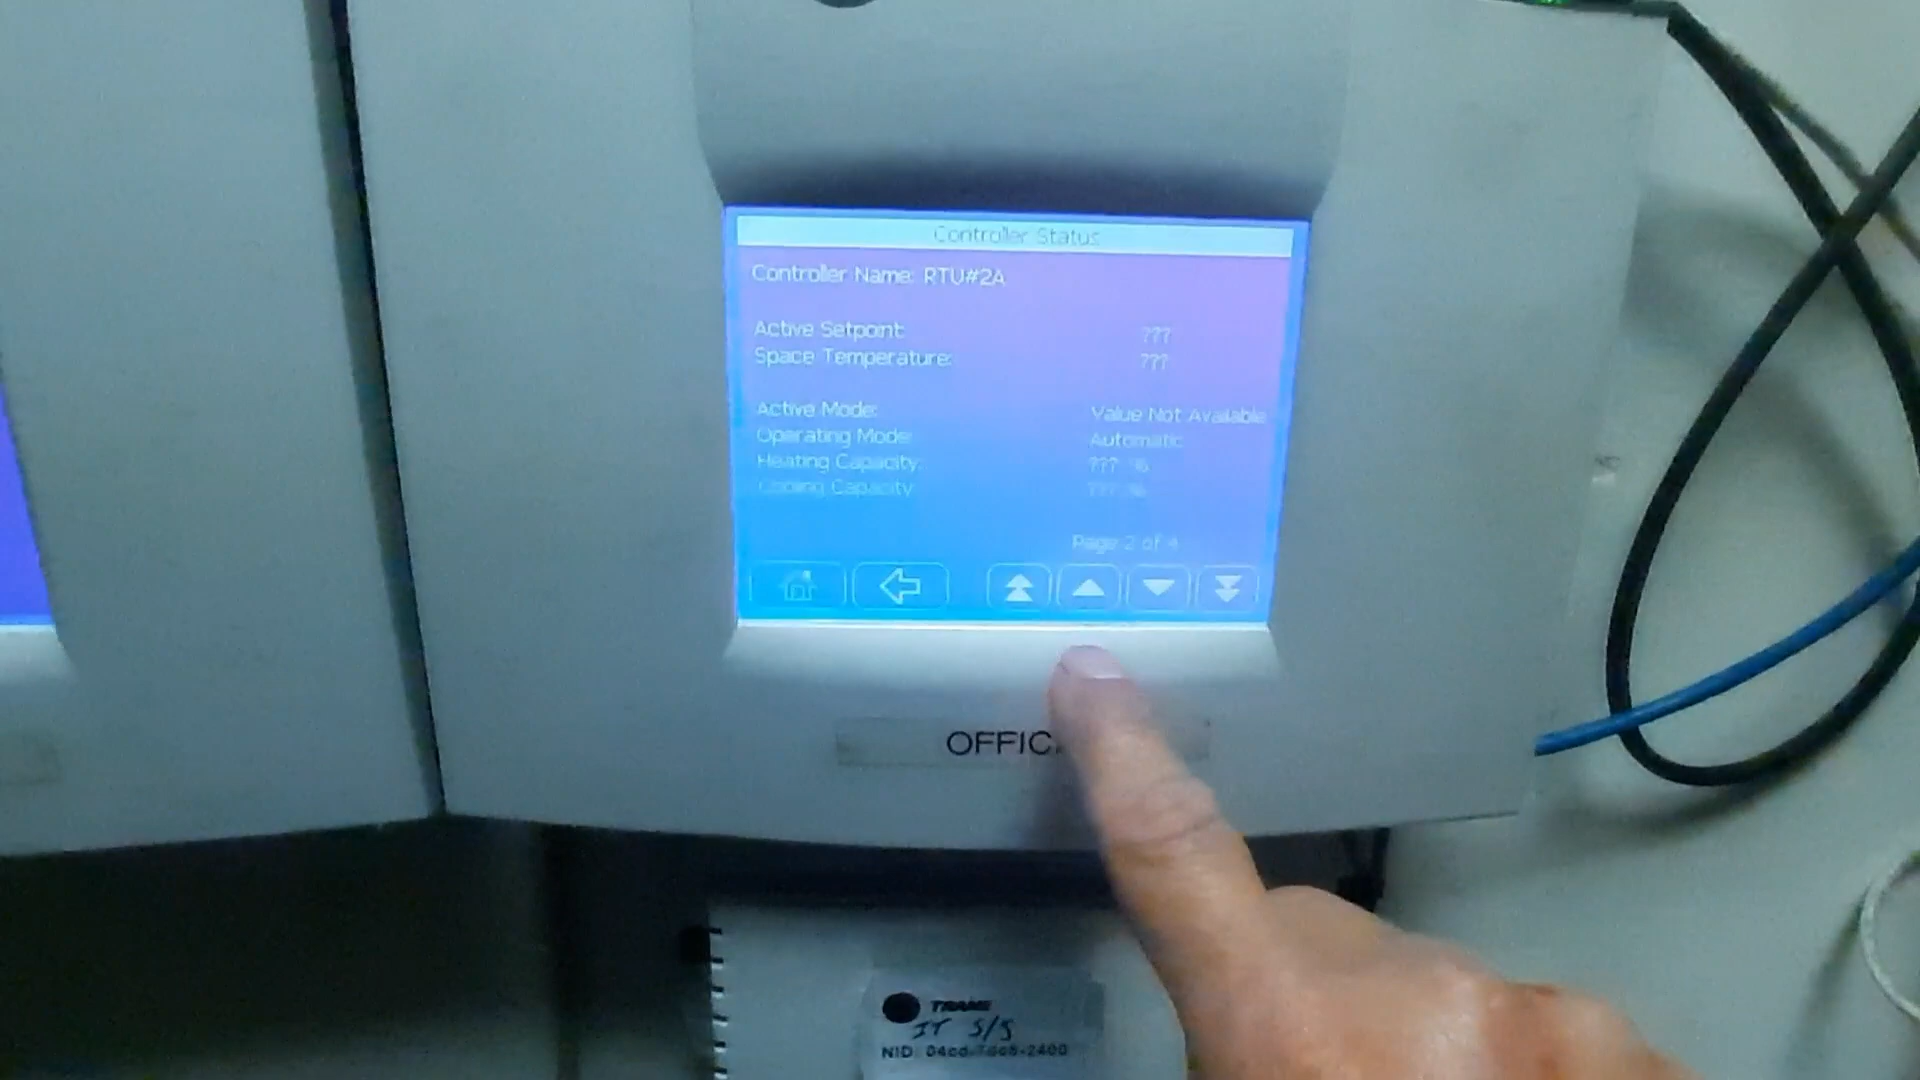 Controller Status
Controller Name: RTU#2A
Active Setpoint: ???
Space Temperature: ???
Active Mode: Value Not Available
Operating Mode: Automatic
Heating Capacity: ??? %
Cooling Capacity: ??? %
Page 2 of 4
OFFIC
TRANE
IT S/S
NID: